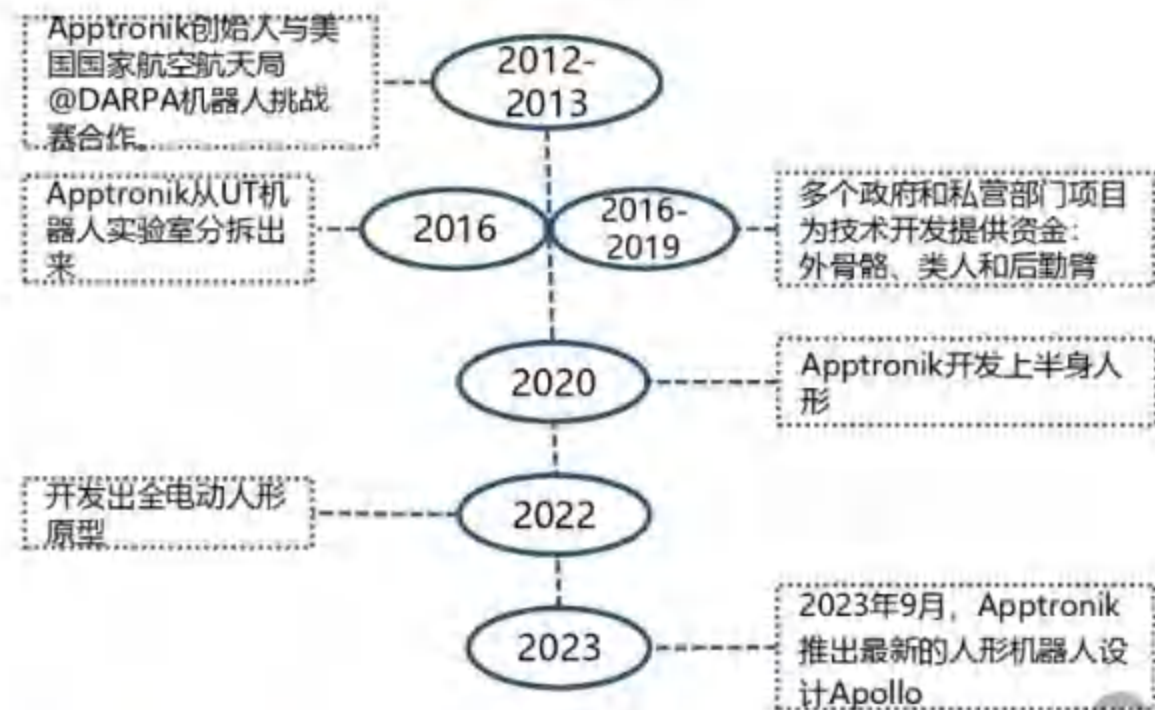 Apptronik创始人与美
国国家航空航天局
@DARPA机器人挑战
赛合作。
2012-
2013
Apptronik从UT机
器人实验室分拆出
来
2016
2016-
2019
多个政府和私营部门项目
为技术开发提供资金：
外骨骼、类人和后勤臂
2020
Apptronik开发上半身人
形
开发出全电动人形
原型
2022
2023
2023年9月，Apptronik
推出最新的人形机器人设
计Apollo